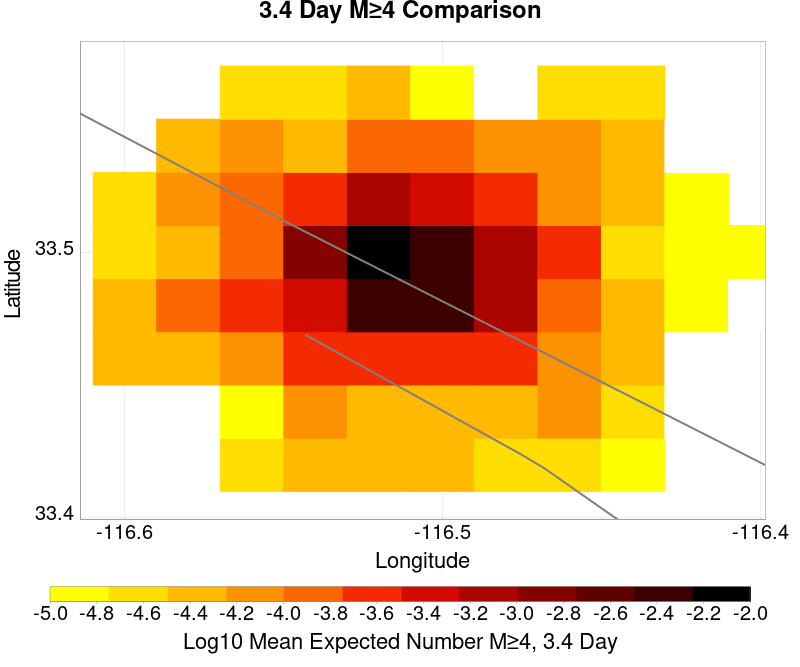 3.4 Day M≥4 Comparison
Latitude
33.5
33.4
-116.6 -116.5 -116.4
Longitude
-5.0 -4.8 -4.6 -4.4 -4.2 -4.0 -3.8 -3.6 -3.4 -3.2 -3.0 -2.8 -2.6 -2.4 -2.2 -2.0
Log10 Mean Expected Number M≥4, 3.4 Day